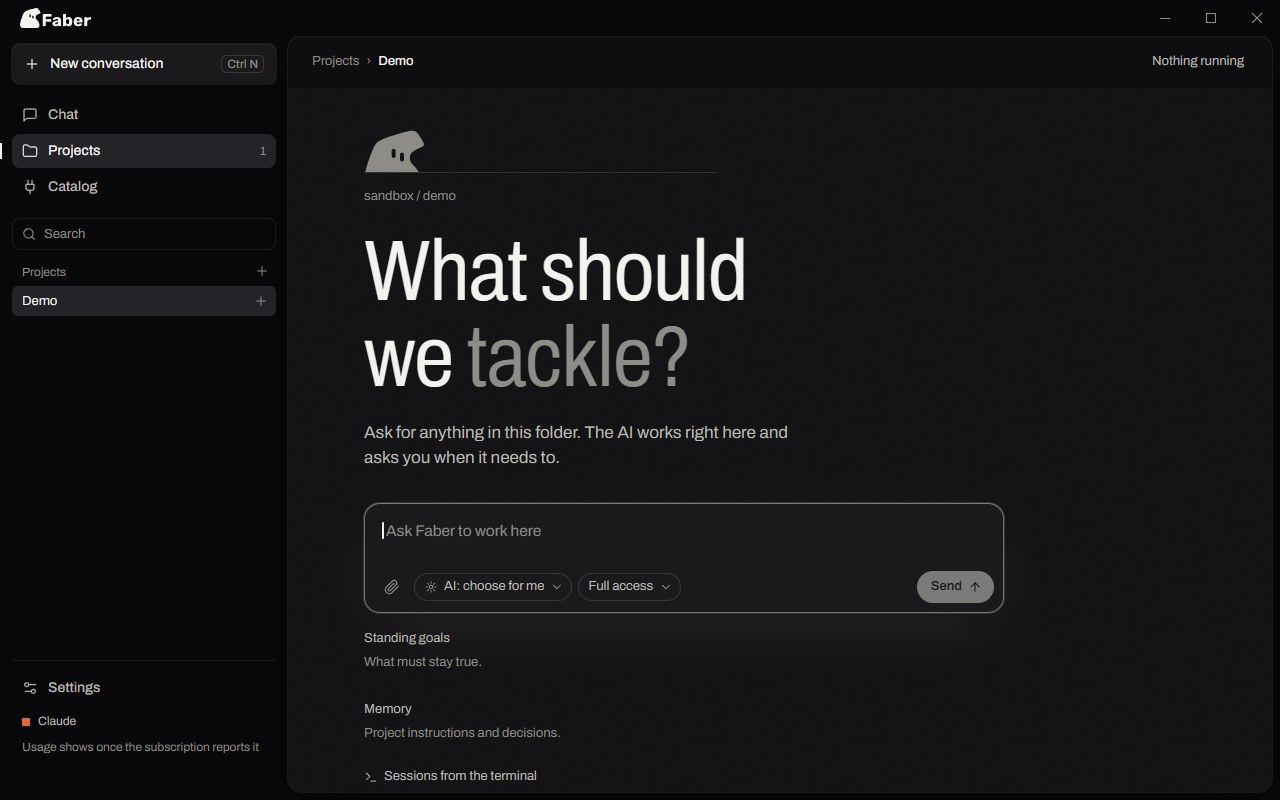 Faber
New conversation
Ctrl N
Chat
Projects
1
Catalog
Search
Projects
Demo
Settings
Claude
Usage shows once the subscription reports it
Projects › Demo
Nothing running
sandbox / demo
What should
we tackle?
Ask for anything in this folder. The AI works right here and
asks you when it needs to.
Ask Faber to work here
AI: choose for me
Full access
Send
Standing goals
What must stay true.
Memory
Project instructions and decisions.
Sessions from the terminal